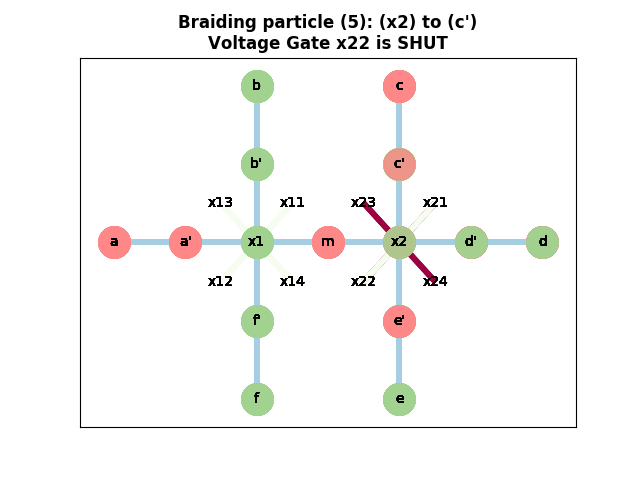 Braiding particle (5): (x2) to (c')
Voltage Gate x22 is SHUT
b
c
b'
c'
x13
x11
x23
x21
a
a'
x1
m
x2
d'
d
x12
x14
x22
x24
f'
e'
f
e